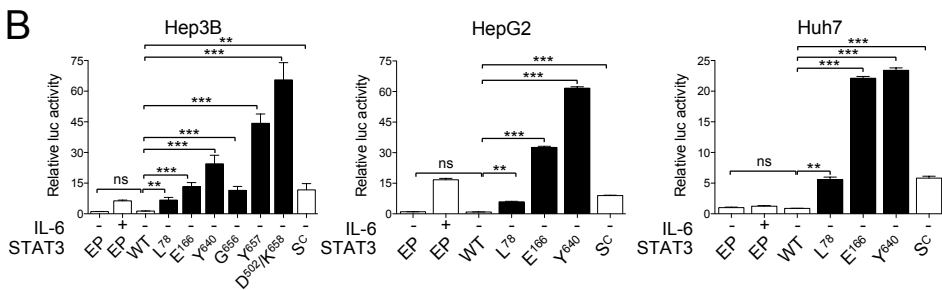 B
Hep3B
HepG2
Huh7
Relative luc activity
75
60
45
30
15
0
ns
**
***
***
***
***
***
**
IL-6
STAT3
- + - - - - - - - -
EP EP WT L78 E166 Y640 G656 Y657 D502/K658 SC
Relative luc activity
75
60
45
30
15
0
ns
**
***
***
***
IL-6
STAT3
- + - - - - -
EP EP WT L78 E166 Y640 SC
Relative luc activity
25
20
15
10
5
0
ns
**
***
***
***
IL-6
STAT3
- + - - - - -
EP EP WT L78 E166 Y640 SC